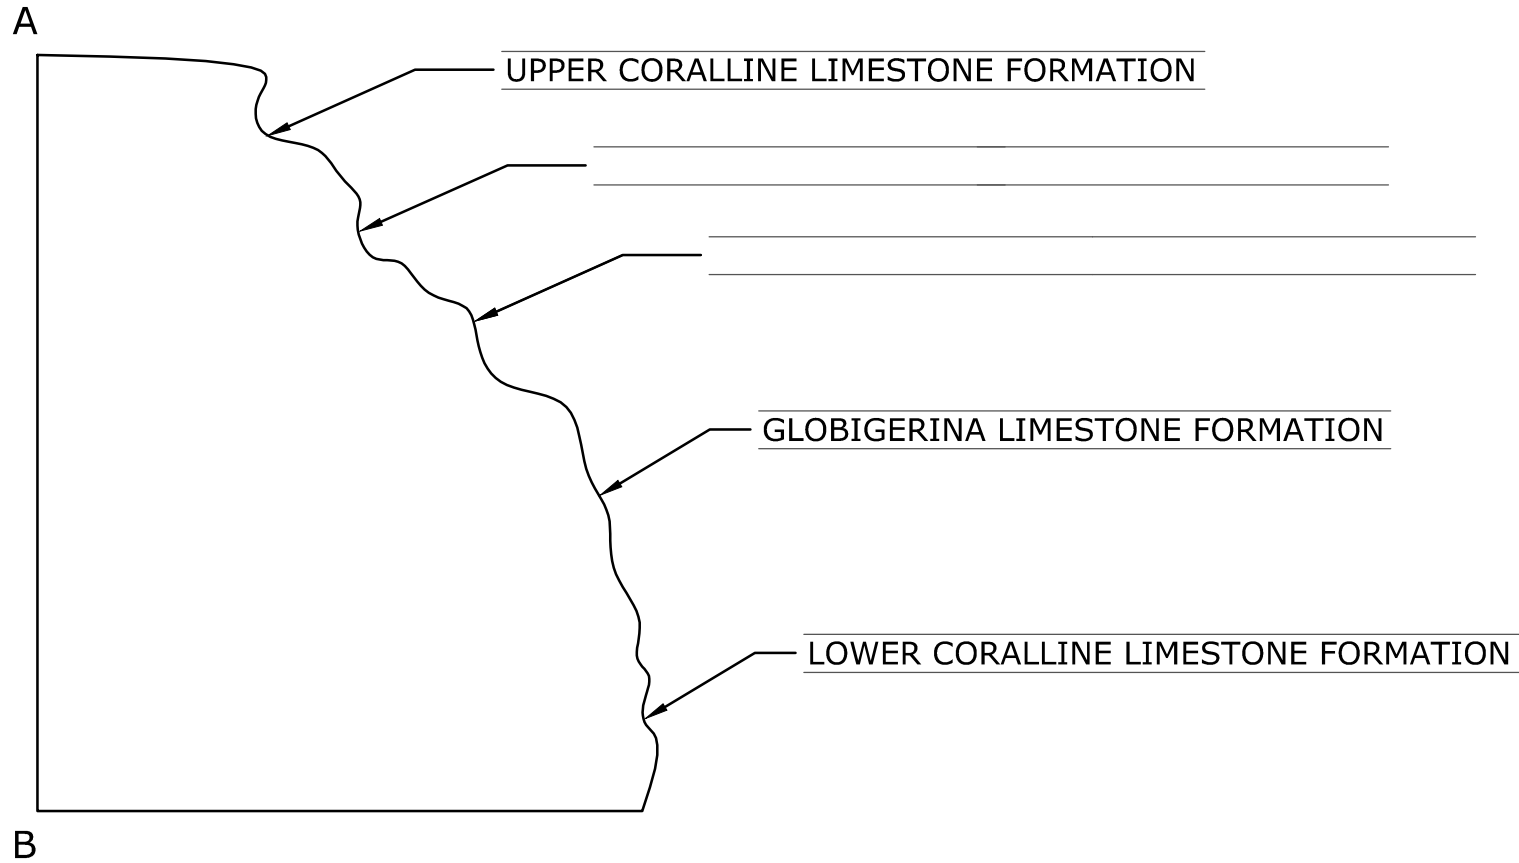 A
UPPER CORALLINE LIMESTONE FORMATION
GLOBIGERINA LIMESTONE FORMATION
LOWER CORALLINE LIMESTONE FORMATION
B